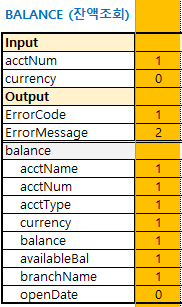 BALANCE (잔액조회)
Input
acctNum 1
currency 0
Output
ErrorCode 1
ErrorMessage 2
balance
acctName 1
acctNum 1
acctType 1
currency 1
balance 1
availableBal 1
branchName 1
openDate 0